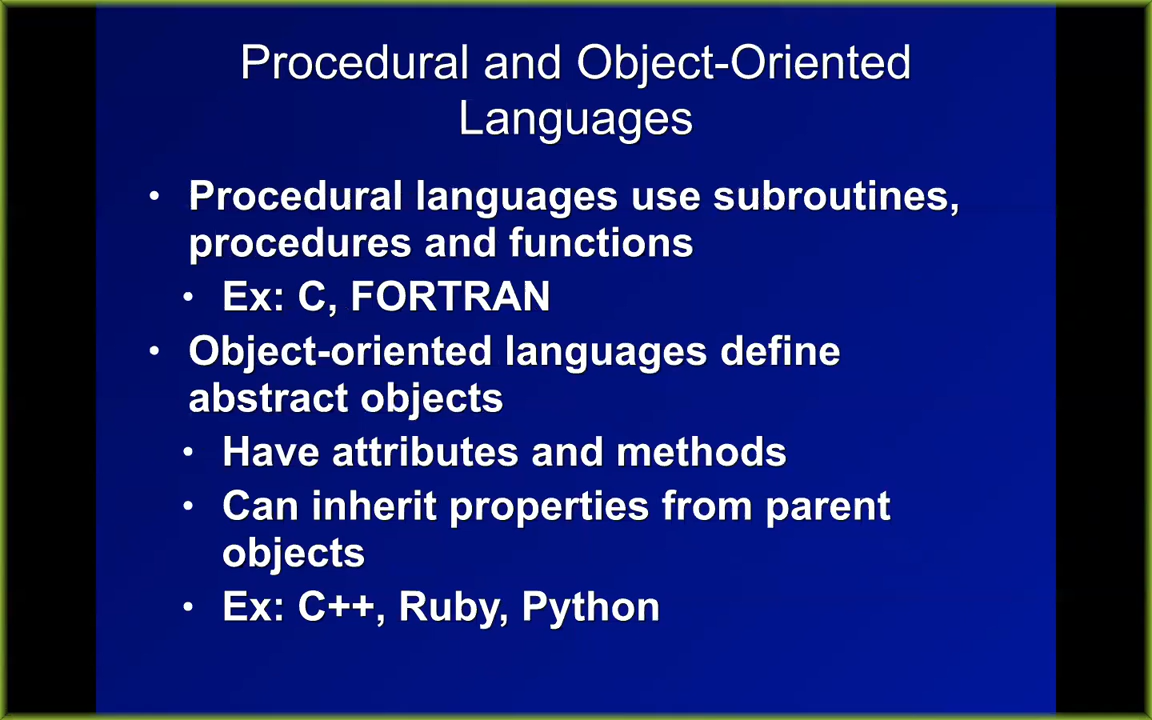 Procedural and Object-Oriented
Languages
• Procedural languages use subroutines,
procedures and functions
• Ex: C, FORTRAN
• Object-oriented languages define
abstract objects
• Have attributes and methods
• Can inherit properties from parent
objects
• Ex: C++, Ruby, Python